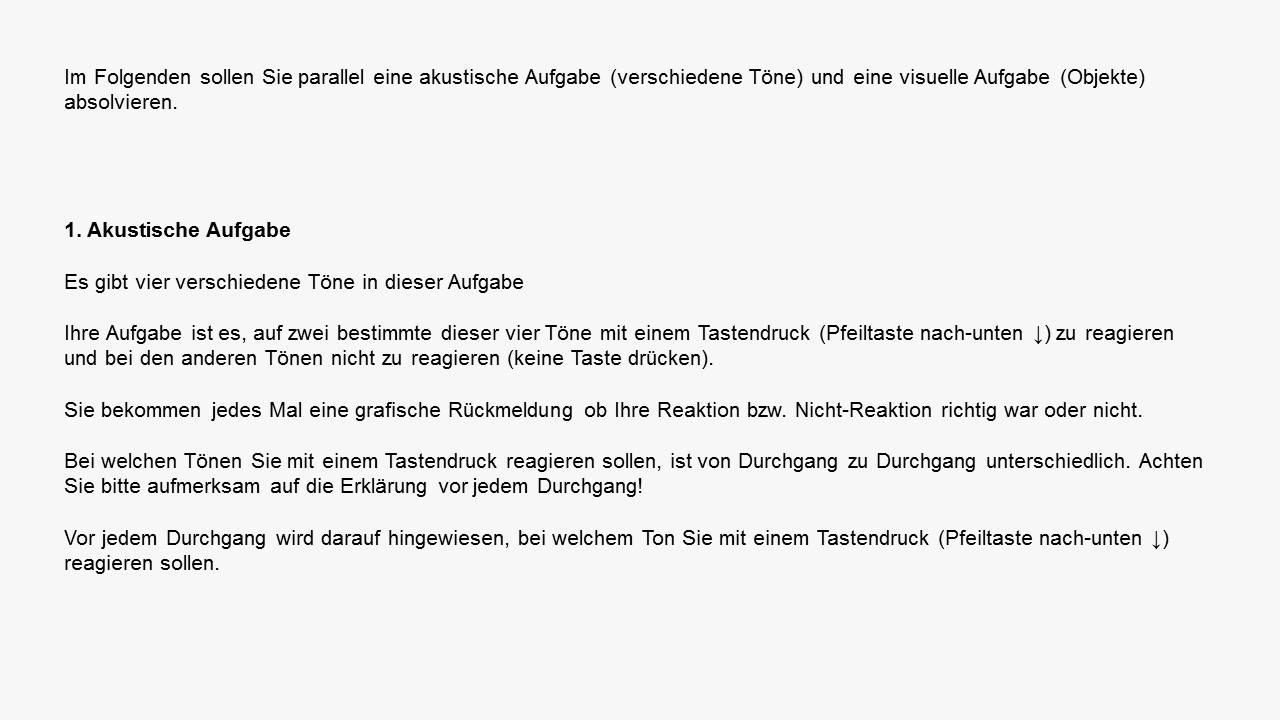 Im Folgenden sollen Sie parallel eine akustische Aufgabe (verschiedene Töne) und eine visuelle Aufgabe (Objekte)
absolvieren.
1. Akustische Aufgabe
Es gibt vier verschiedene Töne in dieser Aufgabe
Ihre Aufgabe ist es, auf zwei bestimmte dieser vier Töne mit einem Tastendruck (Pfeiltaste nach-unten ↓) zu reagieren
und bei den anderen Tönen nicht zu reagieren (keine Taste drücken).
Sie bekommen jedes Mal eine grafische Rückmeldung ob Ihre Reaktion bzw. Nicht-Reaktion richtig war oder nicht.
Bei welchen Tönen Sie mit einem Tastendruck reagieren sollen, ist von Durchgang zu Durchgang unterschiedlich. Achten
Sie bitte aufmerksam auf die Erklärung vor jedem Durchgang!
Vor jedem Durchgang wird darauf hingewiesen, bei welchem Ton Sie mit einem Tastendruck (Pfeiltaste nach-unten ↓)
reagieren sollen.